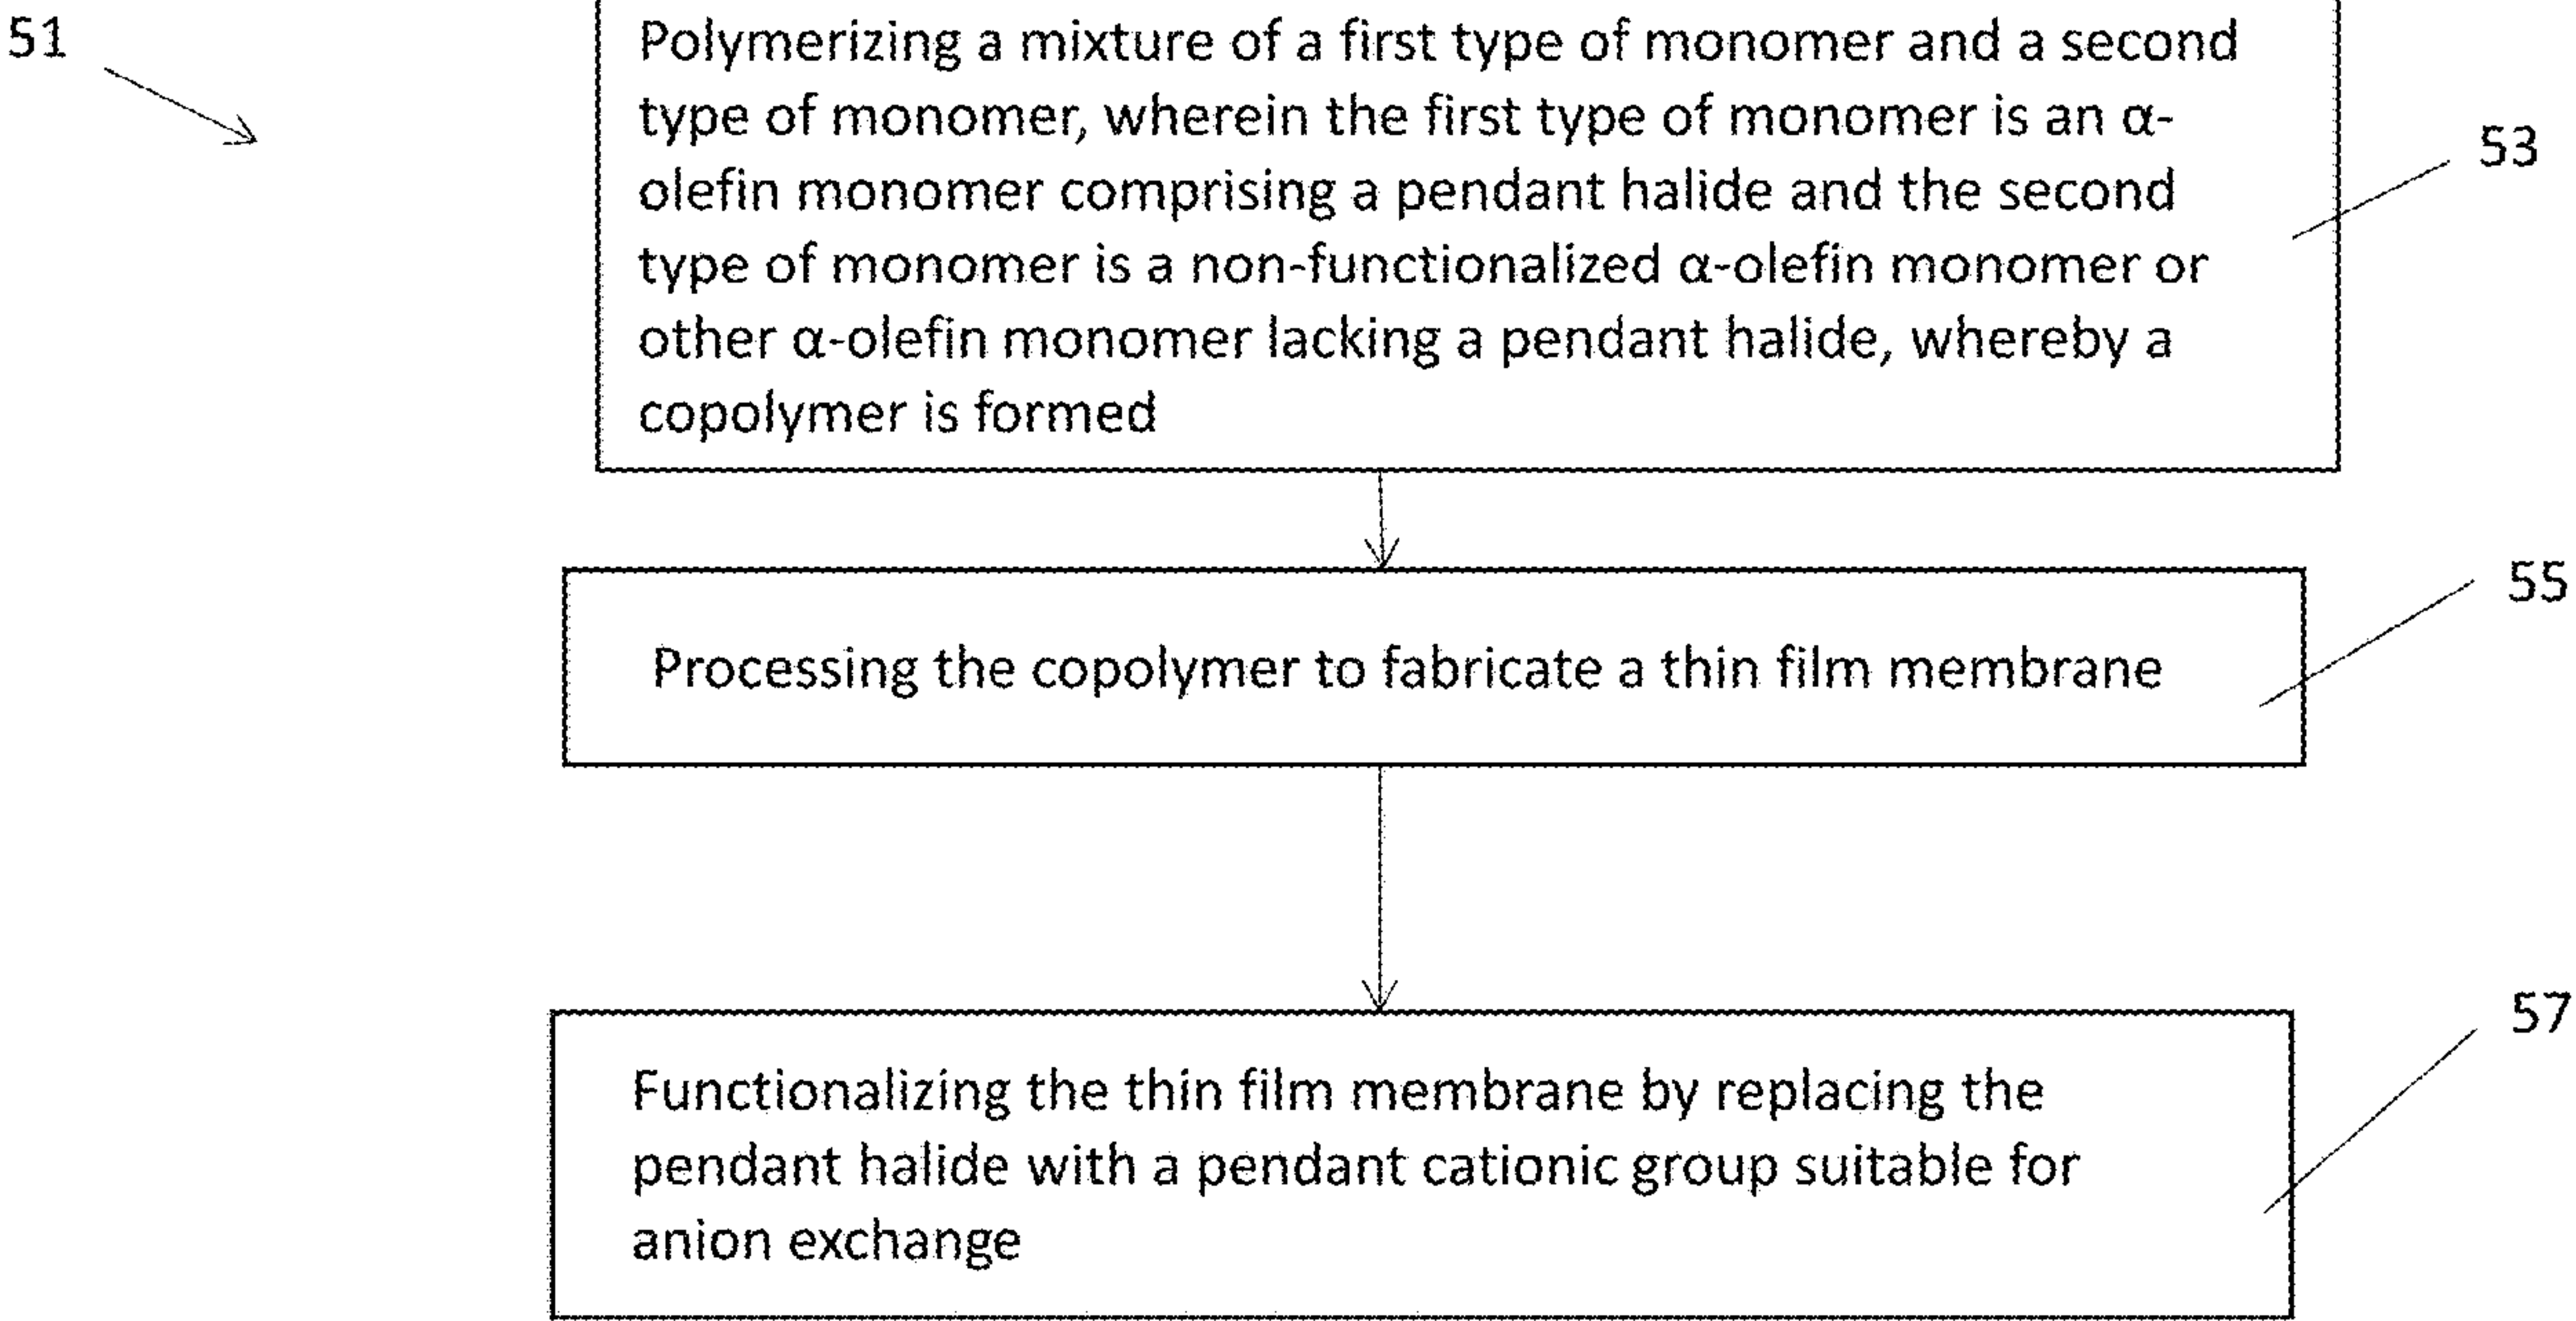 51
Polymerizing a mixture of a first type of monomer and a second
type of monomer, wherein the first type of monomer is an α-
olefin monomer comprising a pendant halide and the second
type of monomer is a non-functionalized α-olefin monomer or
other α-olefin monomer lacking a pendant halide, whereby a
copolymer is formed
53
Processing the copolymer to fabricate a thin film membrane
55
Functionalizing the thin film membrane by replacing the
pendant halide with a pendant cationic group suitable for
anion exchange
57